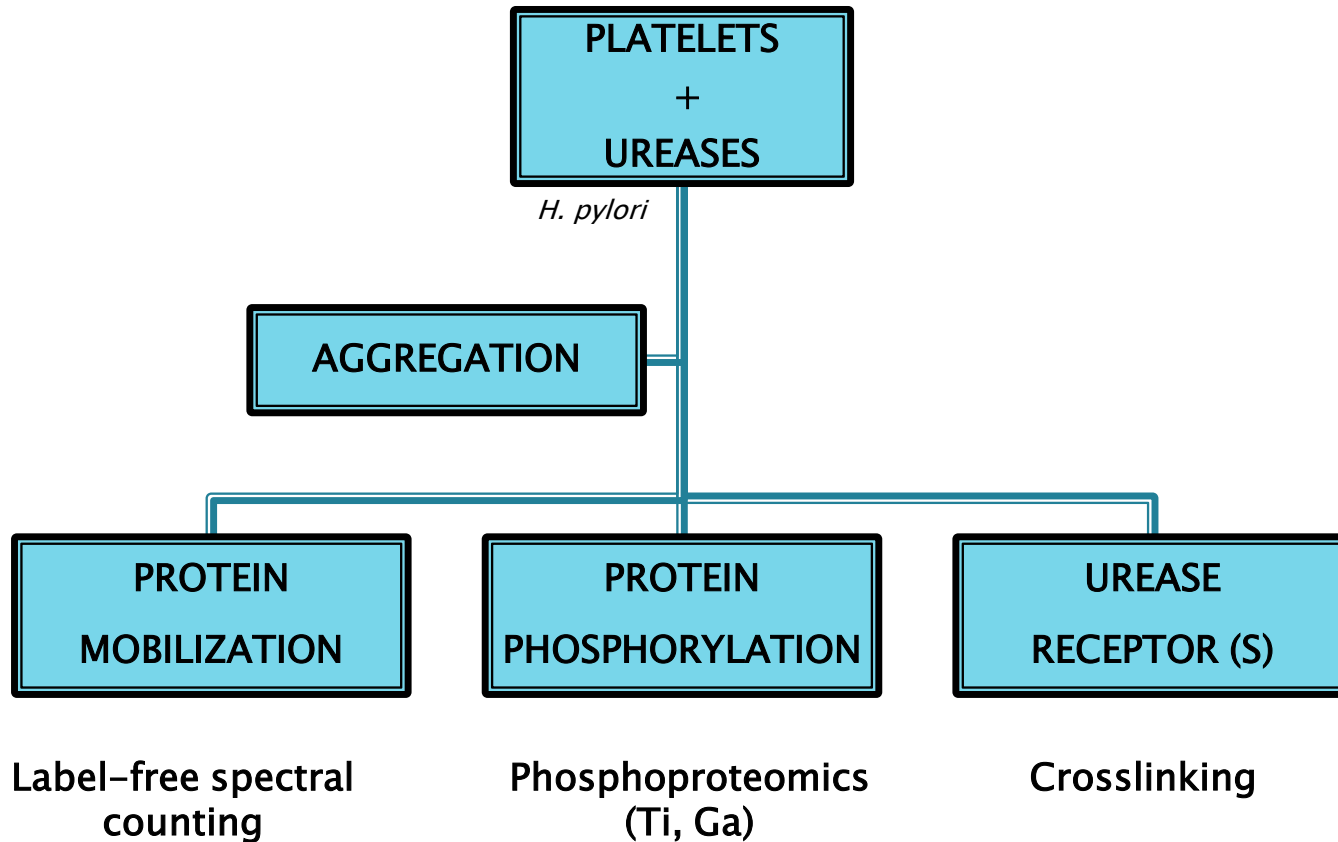 PLATELETS
+
UREASES
H. pylori
AGGREGATION
PROTEIN
MOBILIZATION
PROTEIN
PHOSPHORYLATION
UREASE
RECEPTOR (S)
Label-free spectral
counting
Phosphoproteomics
(Ti, Ga)
Crosslinking